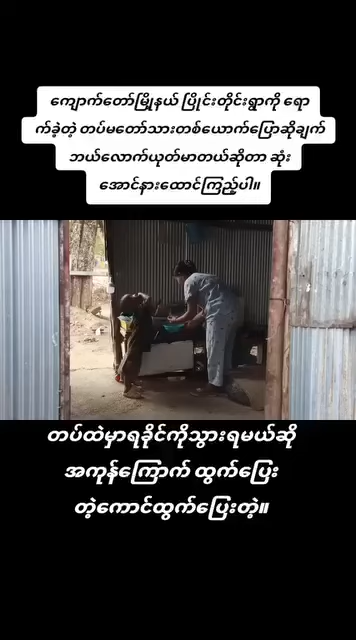 ကျောက်တော်မြို့နယ် ပြိုင်းတိုင်းရွာကို ရော
က်ခဲ့တဲ့ တပ်မတော်သားတစ်ယောက်ပြောဆိုချက်
ဘယ်လောက်ယုတ်မာတယ်ဆိုတာ ဆုံး
အောင်နားထောင်ကြည့်ပါ။
တပ်ထဲမှာရခိုင်ကိုသွားရမယ်ဆို
အကုန်ကြောက် ထွက်ပြေး
တဲ့ကောင်ထွက်ပြေးတဲ့။